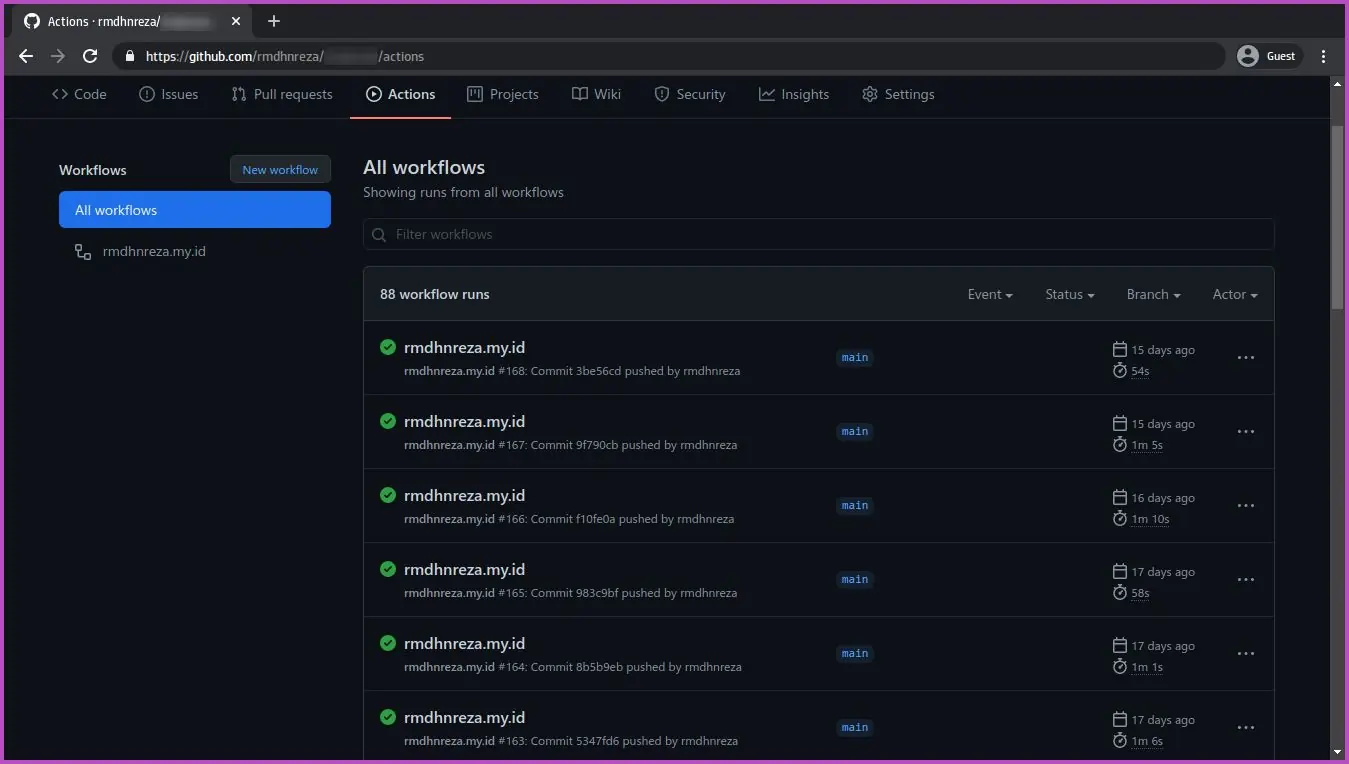 Actions · rmdhnreza/
https://github.com/rmdhnreza/ /actions
Guest
Code Issues Pull requests Actions Projects Wiki Security Insights Settings
Workflows
New workflow
All workflows
rmdhnreza.my.id
All workflows
Showing runs from all workflows
Filter workflows
88 workflow runs Event Status Branch Actor
rmdhnreza.my.id
rmdhnreza.my.id #168: Commit 3be56cd pushed by rmdhnreza
main
15 days ago
54s
rmdhnreza.my.id
rmdhnreza.my.id #167: Commit 9f790cb pushed by rmdhnreza
main
15 days ago
1m 5s
rmdhnreza.my.id
rmdhnreza.my.id #166: Commit f10fe0a pushed by rmdhnreza
main
16 days ago
1m 10s
rmdhnreza.my.id
rmdhnreza.my.id #165: Commit 983c9bf pushed by rmdhnreza
main
17 days ago
58s
rmdhnreza.my.id
rmdhnreza.my.id #164: Commit 8b5b9eb pushed by rmdhnreza
main
17 days ago
1m 1s
rmdhnreza.my.id
rmdhnreza.my.id #163: Commit 5347fd6 pushed by rmdhnreza
main
17 days ago
1m 6s